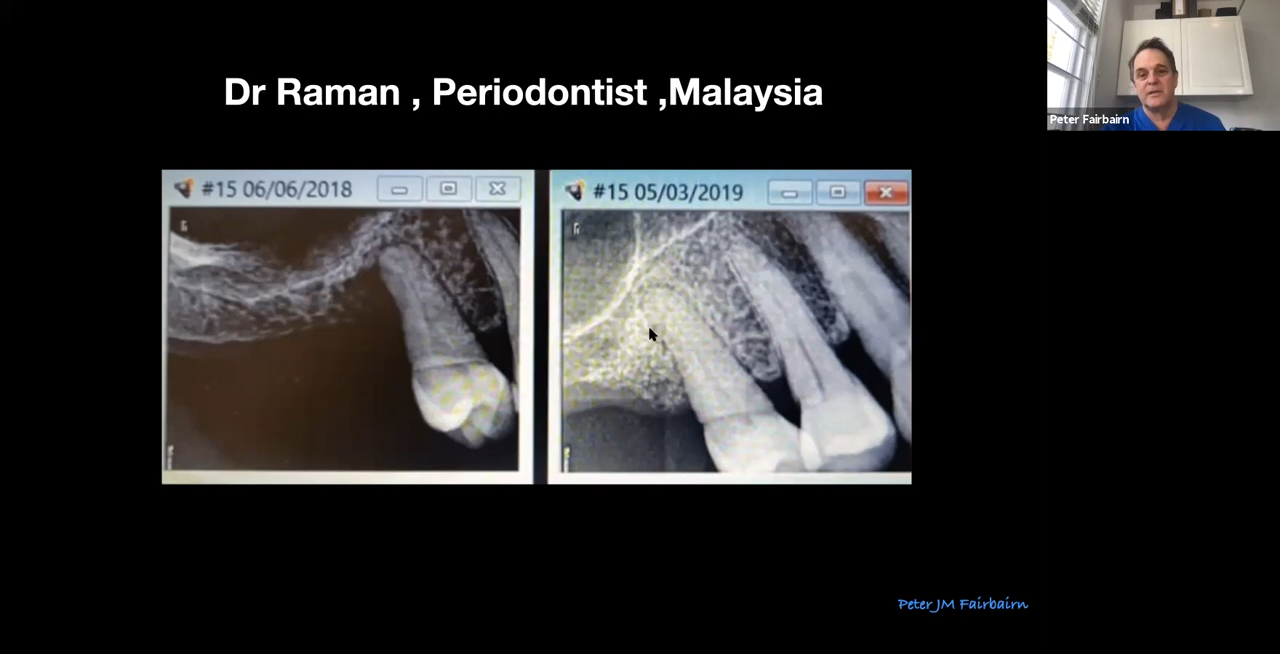 Dr Raman , Periodontist ,Malaysia
Peter Fairbairn
#15 06/06/2018
#15 05/03/2019
Peter JM Fairbairn